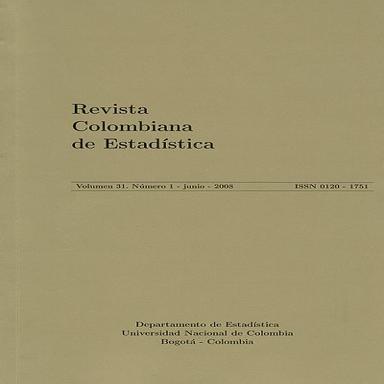 Revista
Colombiana
de Estadística
Volumen 31. Número 1 - junio - 2008 ISSN 0120 - 1751
Departamento de Estadística
Universidad Nacional de Colombia
Bogotá - Colombia